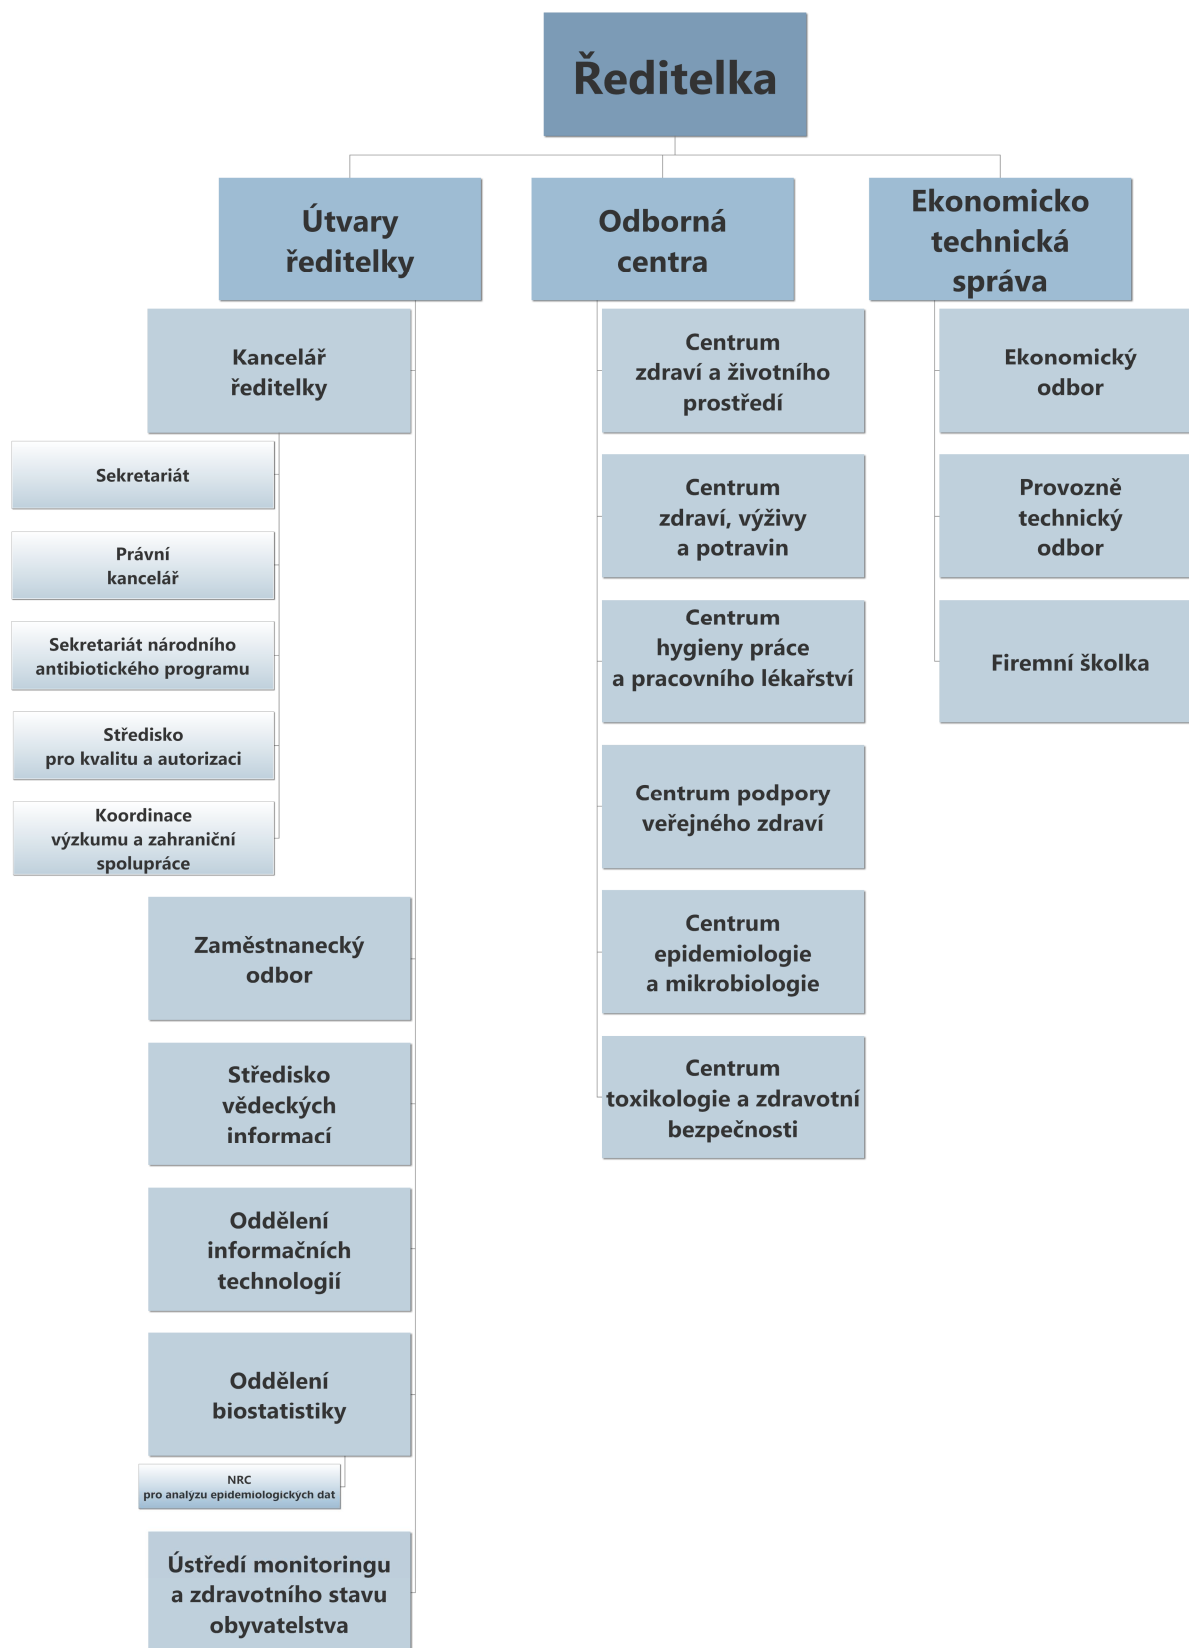 Ředitelka
Útvary
ředitelky
Odborná
centra
Ekonomicko
technická
správa
Kancelář
ředitelky
Sekretariát
Právní
kancelář
Sekretariát národního
antibiotického programu
Středisko
pro kvalitu a autorizaci
Koordinace
výzkumu a zahraniční
spolupráce
Zaměstnanecký
odbor
Středisko
vědeckých
informací
Oddělení
informačních
technologií
Oddělení
biostatistiky
NRC
pro analýzu epidemiologických dat
Ústředí monitoringu
a zdravotního stavu
obyvatelstva
Centrum
zdraví a životního
prostředí
Centrum
zdraví, výživy
a potravin
Centrum
hygieny práce
a pracovního lékařství
Centrum podpory
veřejného zdraví
Centrum
epidemiologie
a mikrobiologie
Centrum
toxikologie a zdravotní
bezpečnosti
Ekonomický
odbor
Provozně
technický
odbor
Firemní školka